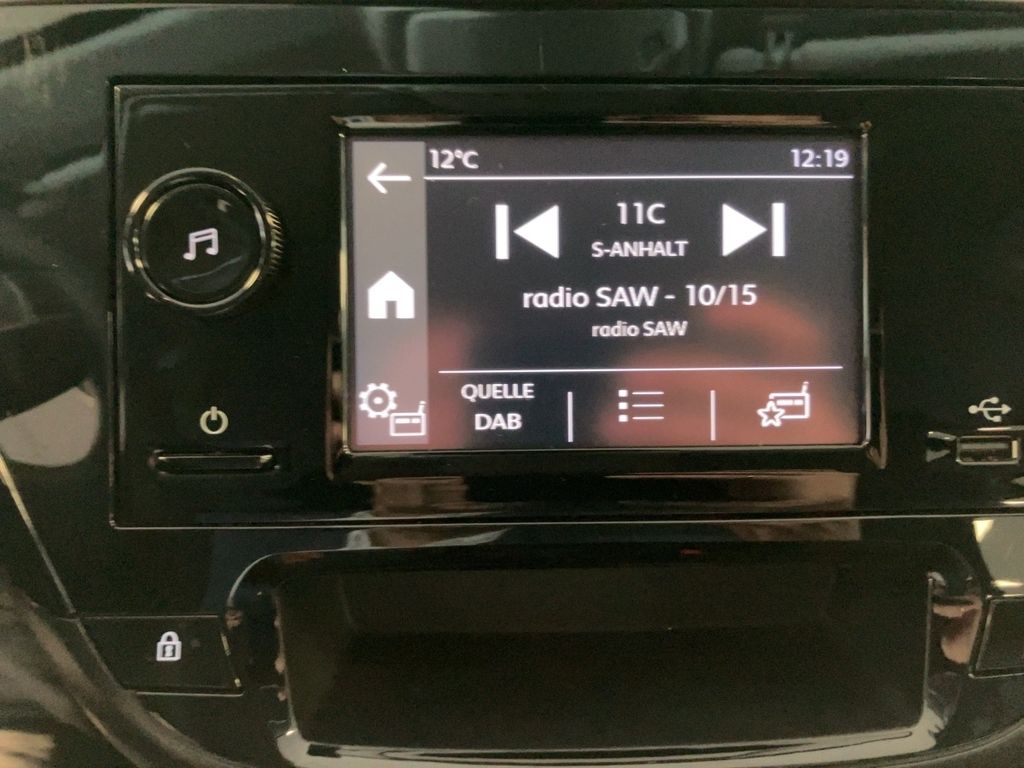 12°C 12:19
11C
S-ANHALT
radio SAW - 10/15
radio SAW
QUELLE
DAB